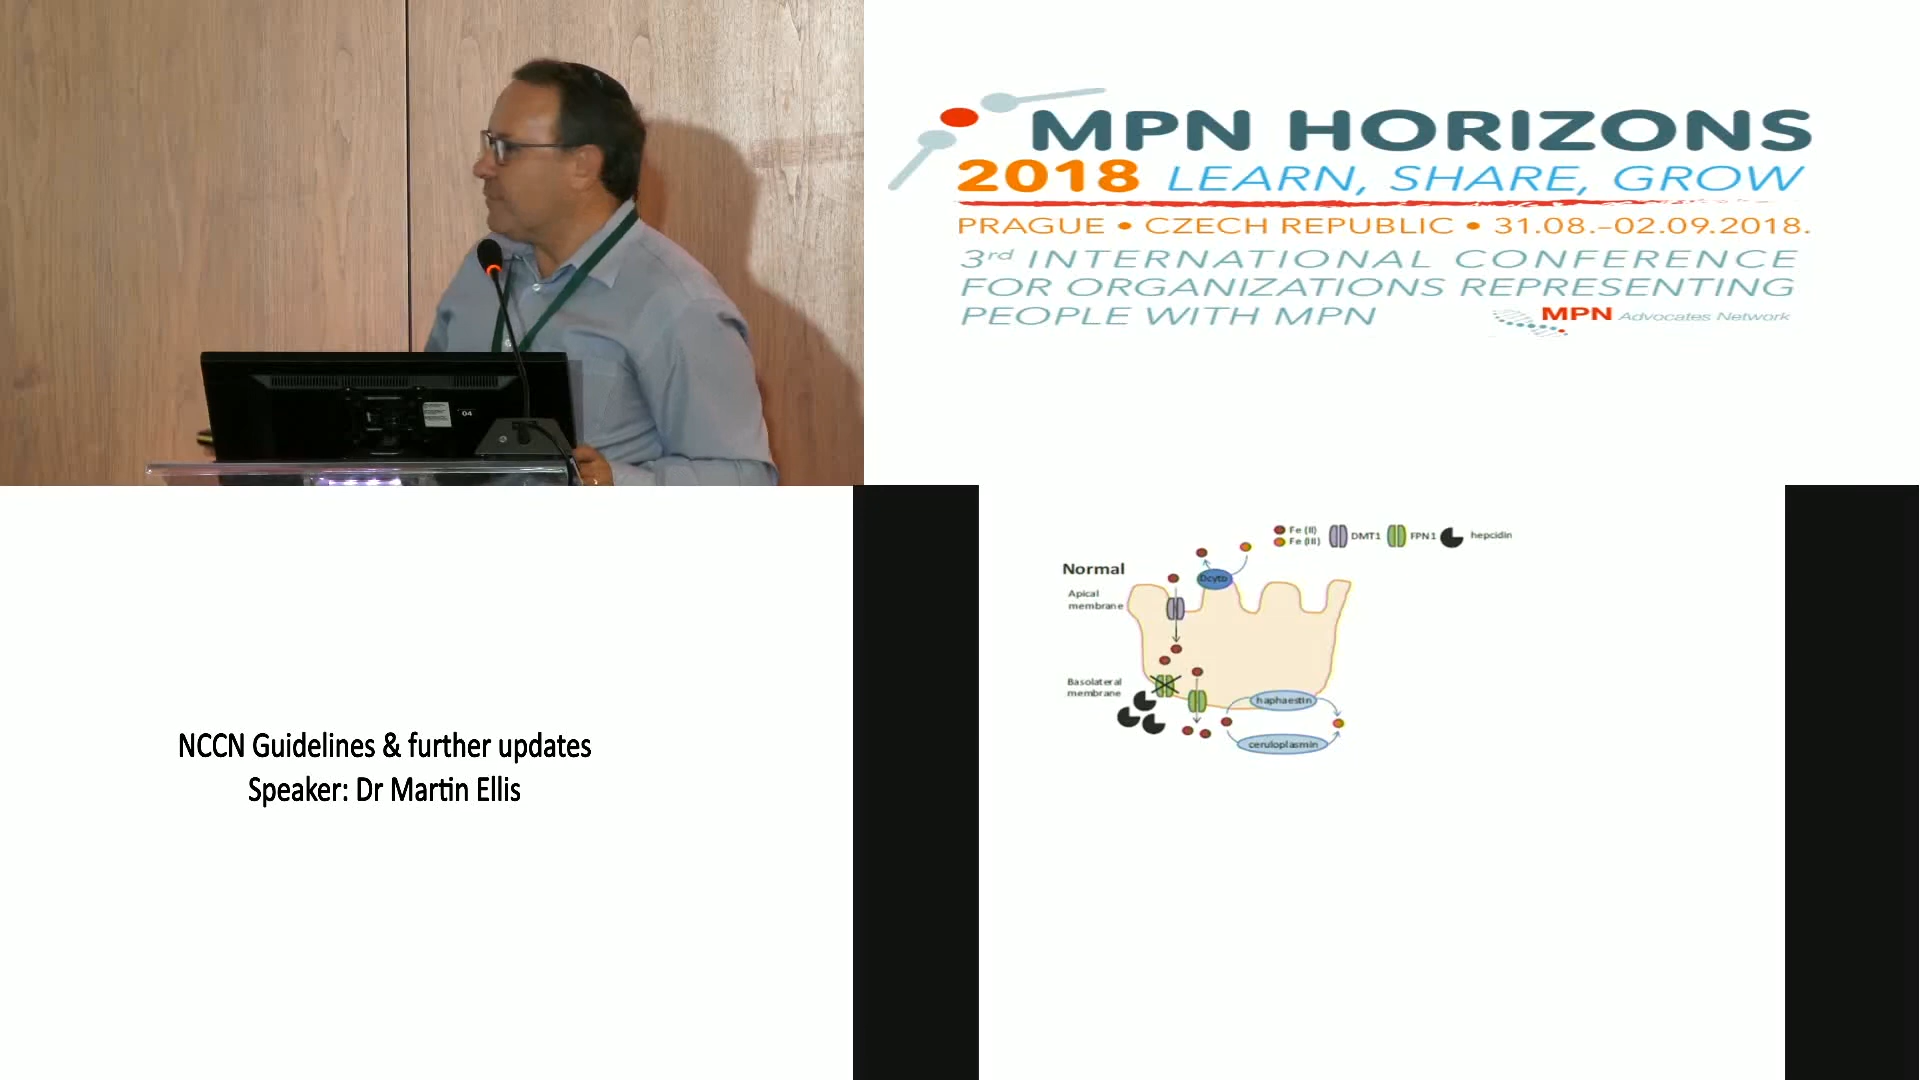 MPN HORIZONS
2018 LEARN, SHARE, GROW
PRAGUE • CZECH REPUBLIC • 31.08.–02.09.2018.
3rd INTERNATIONAL CONFERENCE
FOR ORGANIZATIONS REPRESENTING
PEOPLE WITH MPN
MPN Advocates Network
04
NCCN Guidelines & further updates
Speaker: Dr Martin Ellis
Fe (II)
Fe (III)
DMT1
FPN1
hepcidin
Normal
Dcytb
Apical
membrane
Basolateral
membrane
haphaestin
ceruloplasmin